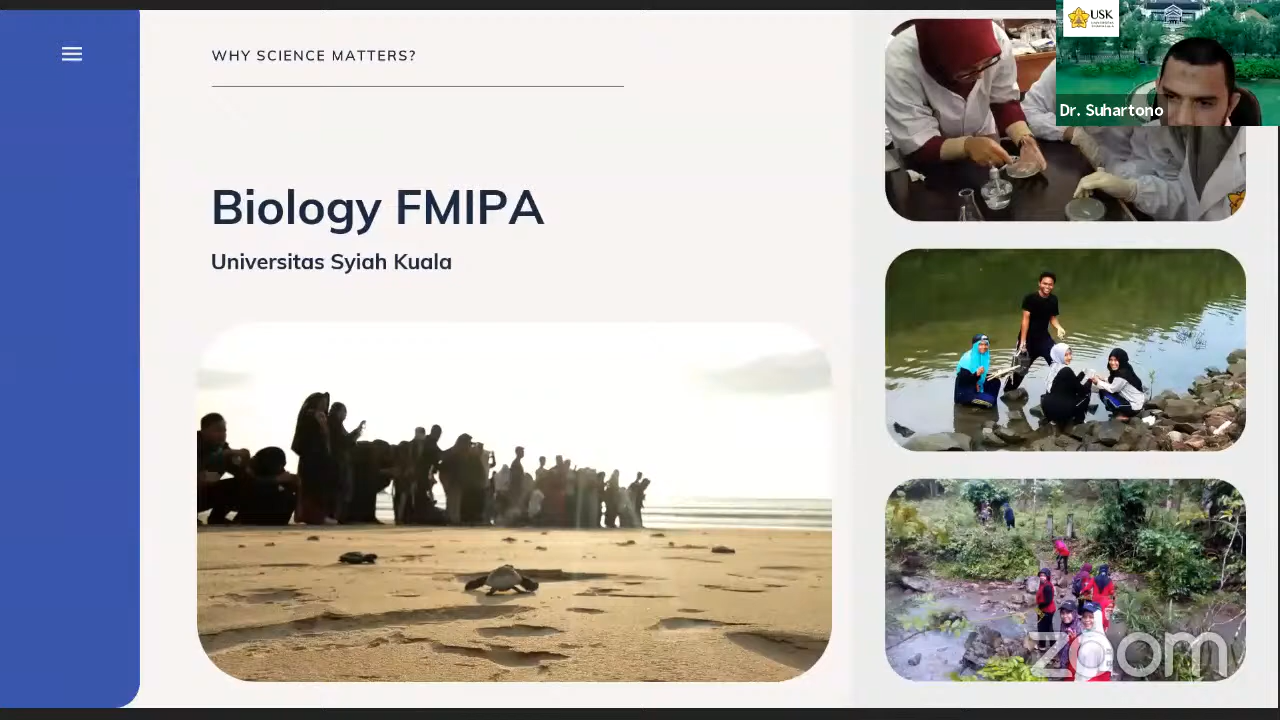 WHY SCIENCE MATTERS?
Biology FMIPA
Universitas Syiah Kuala
USK
Dr. Suhartono
zoom